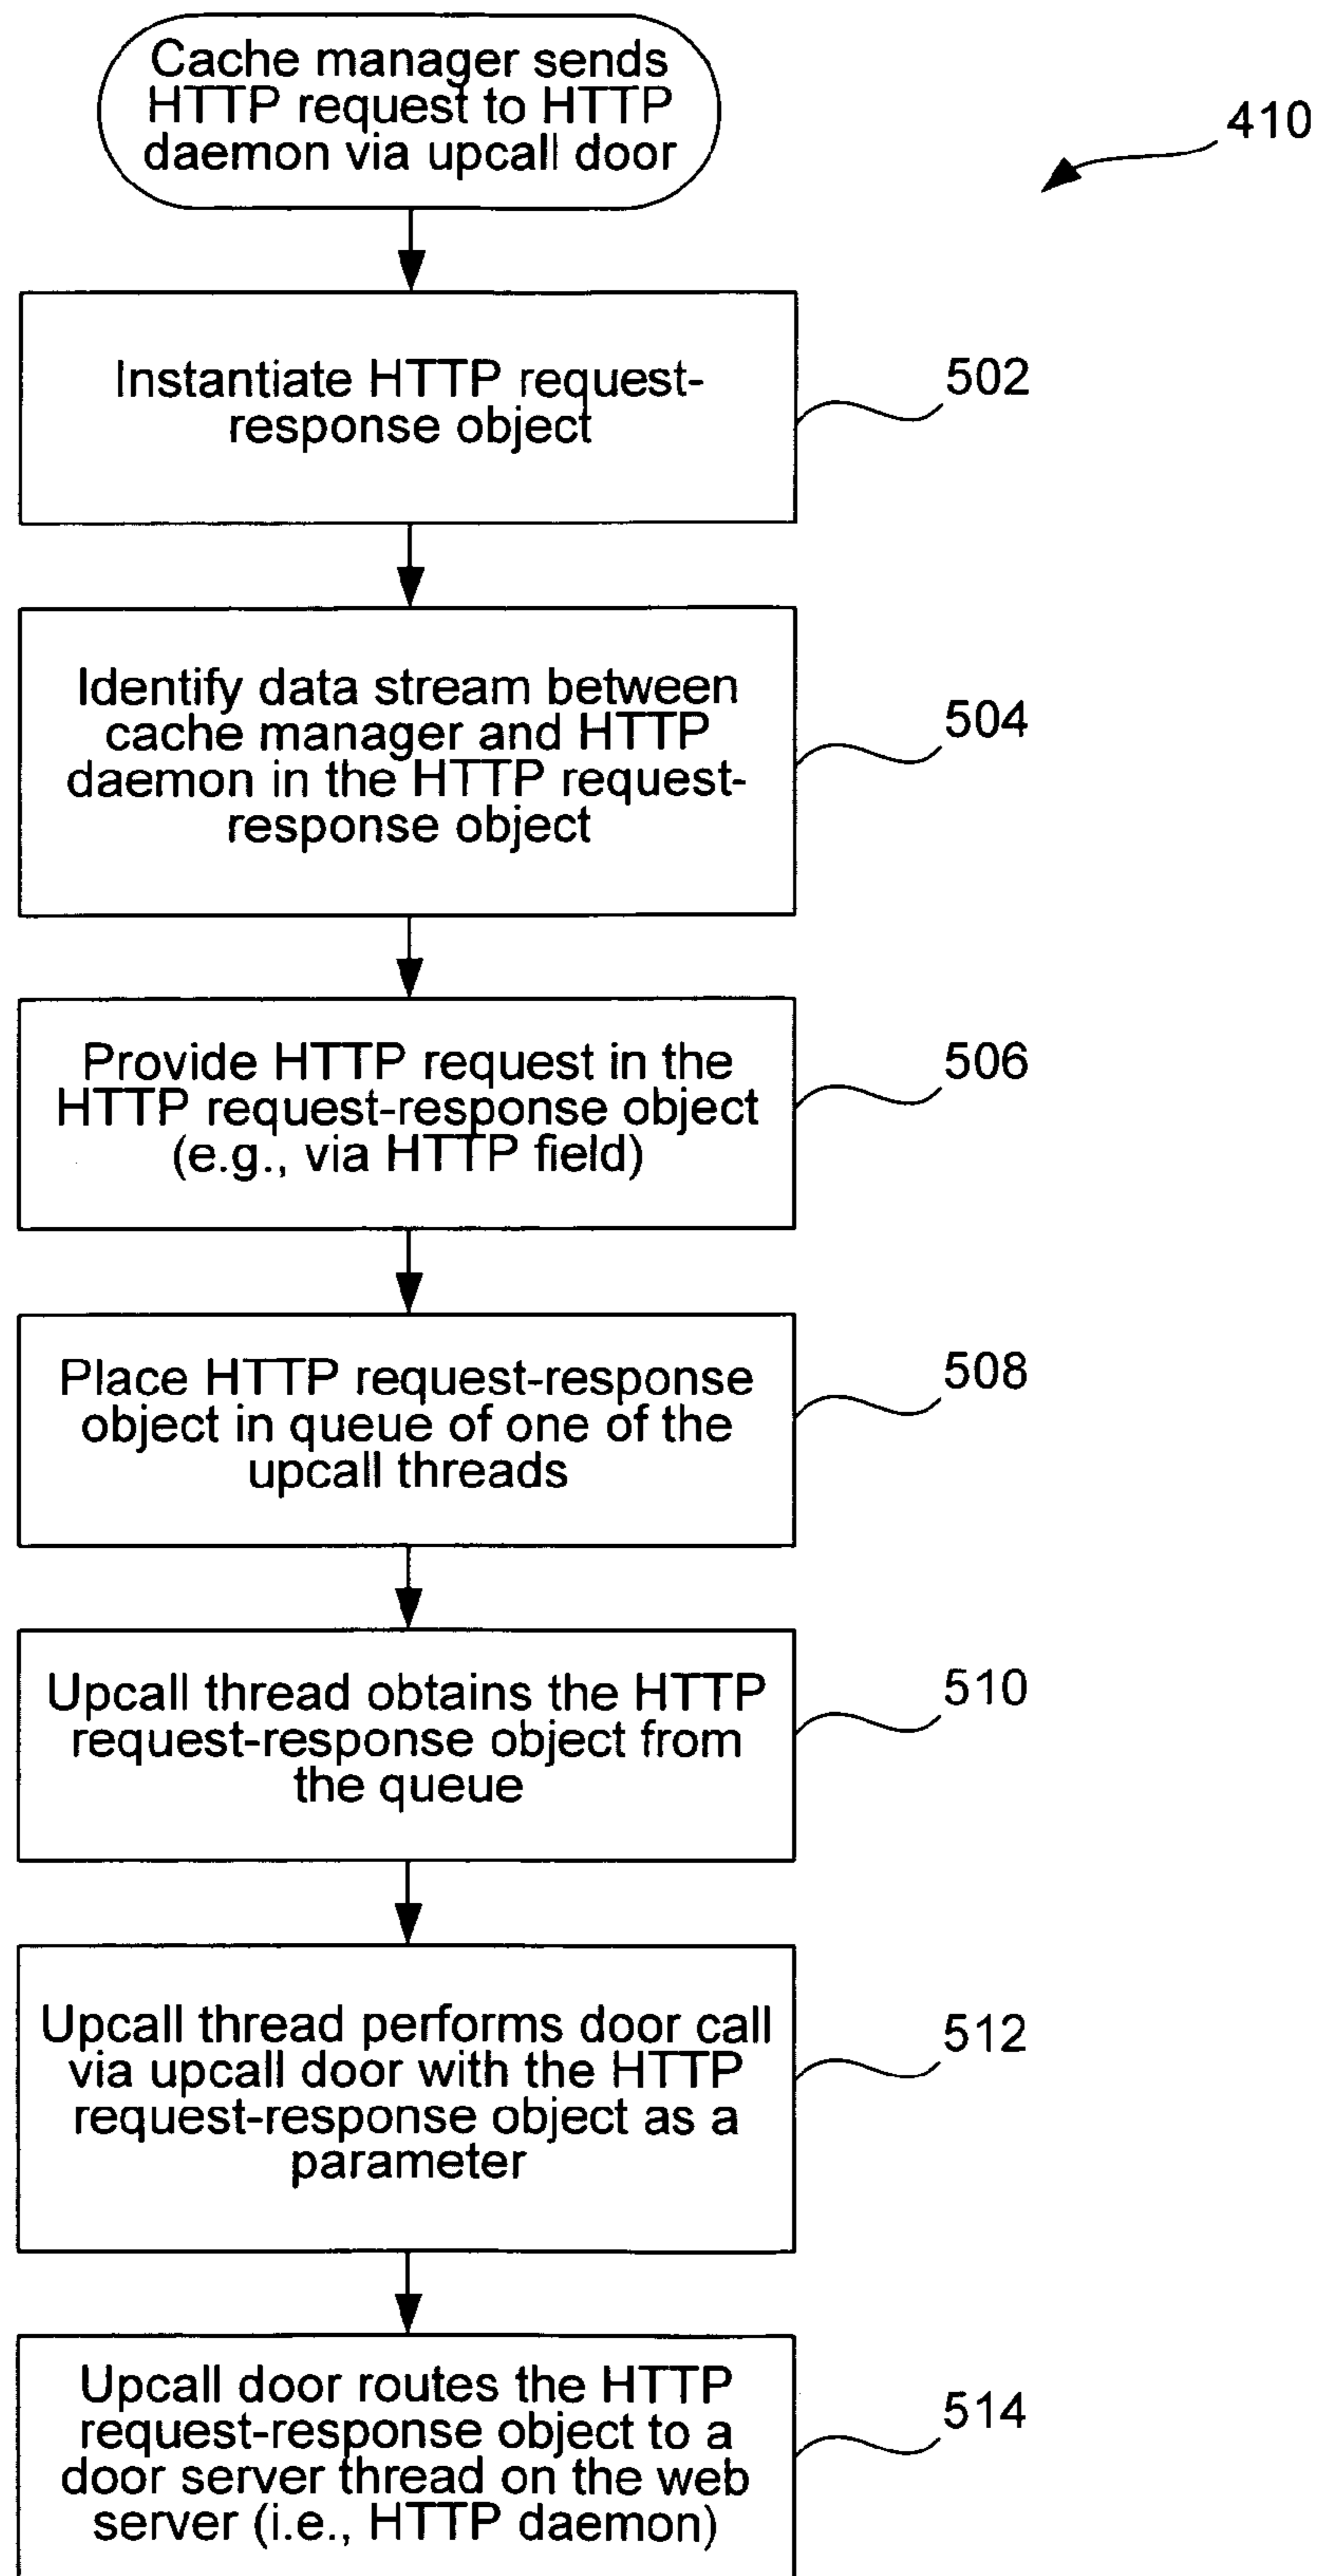 Cache manager sends
HTTP request to HTTP
daemon via upcall door
410
Instantiate HTTP request-
response object
502
Identify data stream between
cache manager and HTTP
daemon in the HTTP request-
response object
504
Provide HTTP request in the
HTTP request-response object
(e.g., via HTTP field)
506
Place HTTP request-response
object in queue of one of the
upcall threads
508
Upcall thread obtains the HTTP
request-response object from
the queue
510
Upcall thread performs door call
via upcall door with the HTTP
request-response object as a
parameter
512
Upcall door routes the HTTP
request-response object to a
door server thread on the web
server (i.e., HTTP daemon)
514